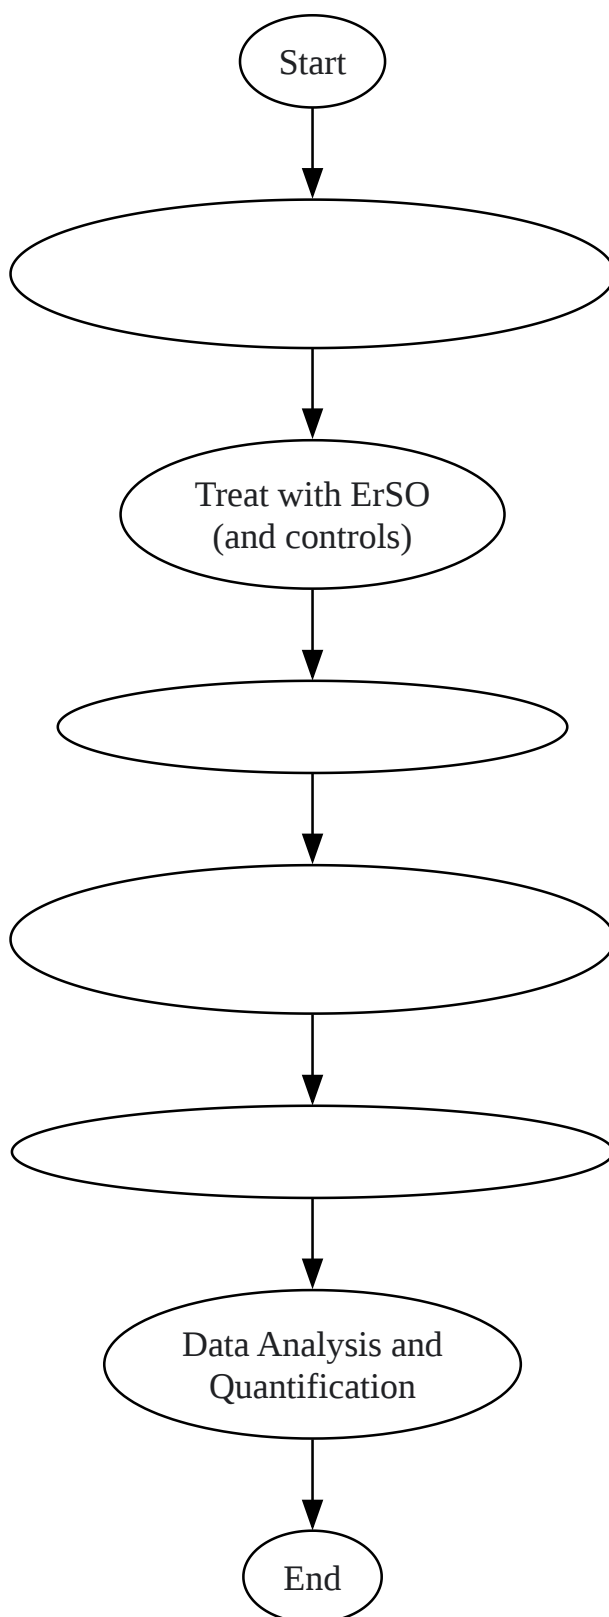 Start
Treat with ErSO
(and controls)
Data Analysis and
Quantification
End